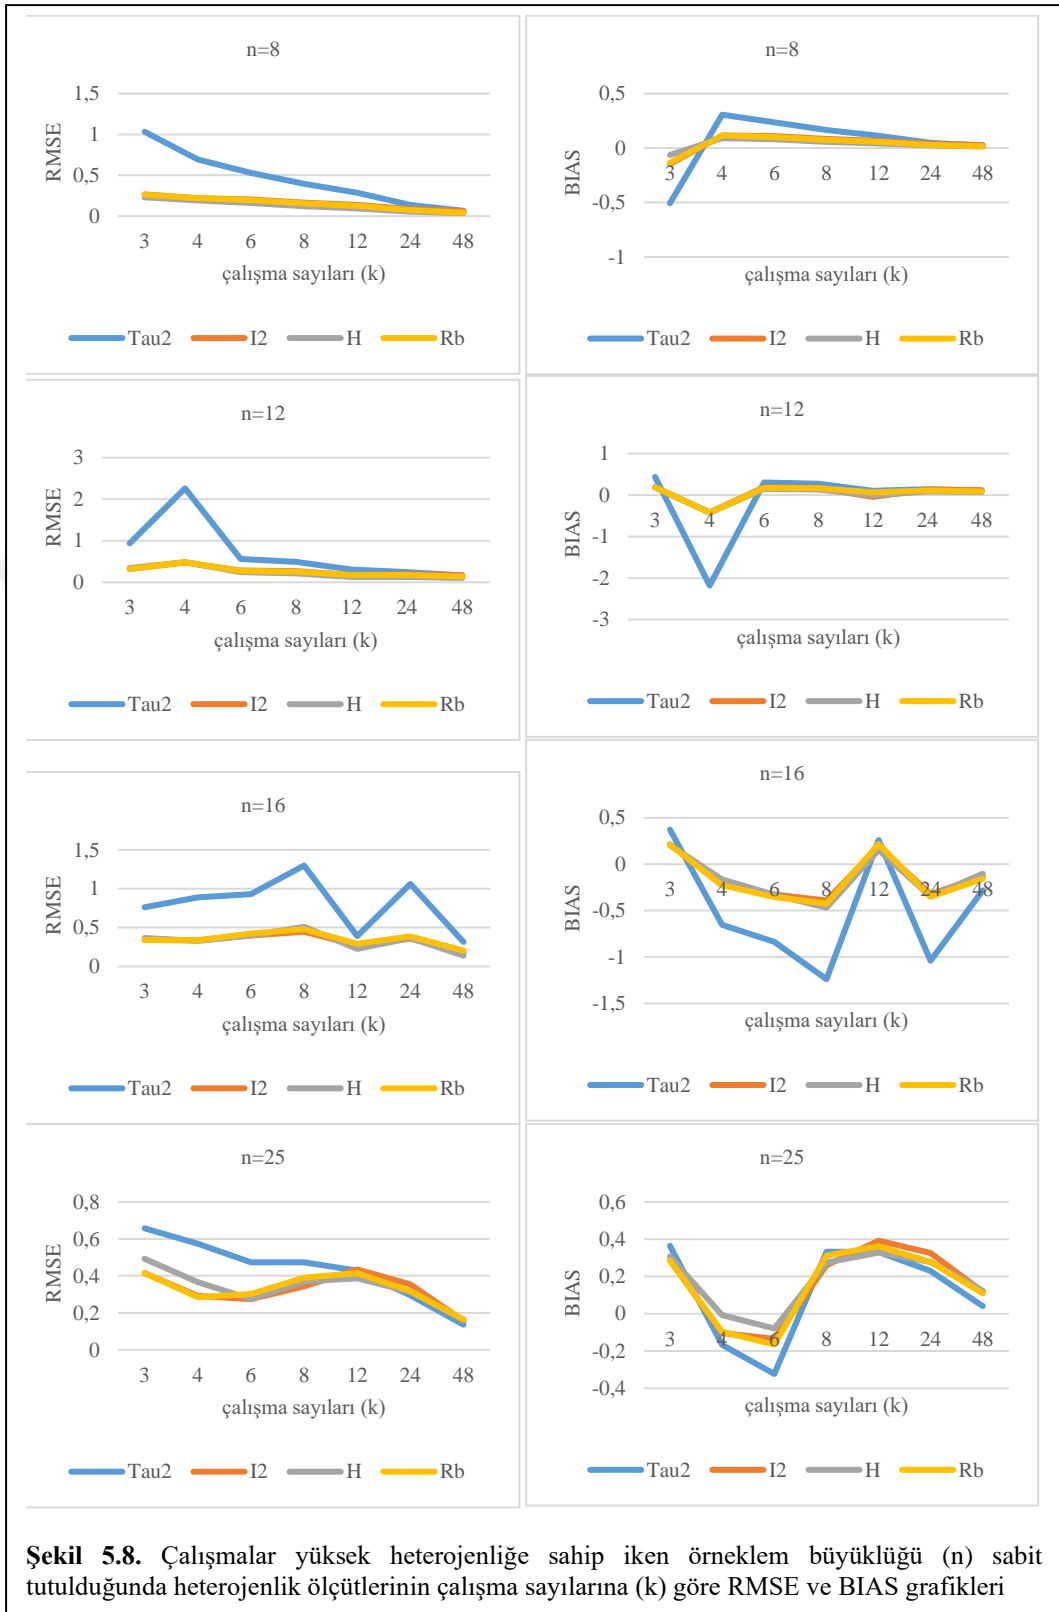 n=8
1,5
1
0,5
0
RMSE
3 4 6 8 12 24 48
çalışma sayıları (k)
Tau2 I2 H Rb
n=8
0,5
0
-0,5
-1
BIAS
3 4 6 8 12 24 48
çalışma sayıları (k)
Tau2 I2 H Rb
n=12
3
2
1
0
RMSE
3 4 6 8 12 24 48
çalışma sayıları (k)
Tau2 I2 H Rb
n=12
1
0
-1
-2
-3
BIAS
3 4 6 8 12 24 48
çalışma sayıları (k)
Tau2 I2 H Rb
n=16
1,5
1
0,5
0
RMSE
3 4 6 8 12 24 48
çalışma sayıları (k)
Tau2 I2 H Rb
n=16
0,5
0
-0,5
-1
-1,5
BIAS
3 4 6 8 12 24 48
çalışma sayıları (k)
Tau2 I2 H Rb
n=25
0,8
0,6
0,4
0,2
0
RMSE
3 4 6 8 12 24 48
çalışma sayıları (k)
Tau2 I2 H Rb
n=25
0,6
0,4
0,2
0
-0,2
-0,4
BIAS
3 4 6 8 12 24 48
çalışma sayıları (k)
Tau2 I2 H Rb
Şekil 5.8. Çalışmalar yüksek heterojenliğe sahip iken örneklem büyüklüğü (n) sabit
tutulduğunda heterojenlik ölçütlerinin çalışma sayılarına (k) göre RMSE ve BIAS grafikleri